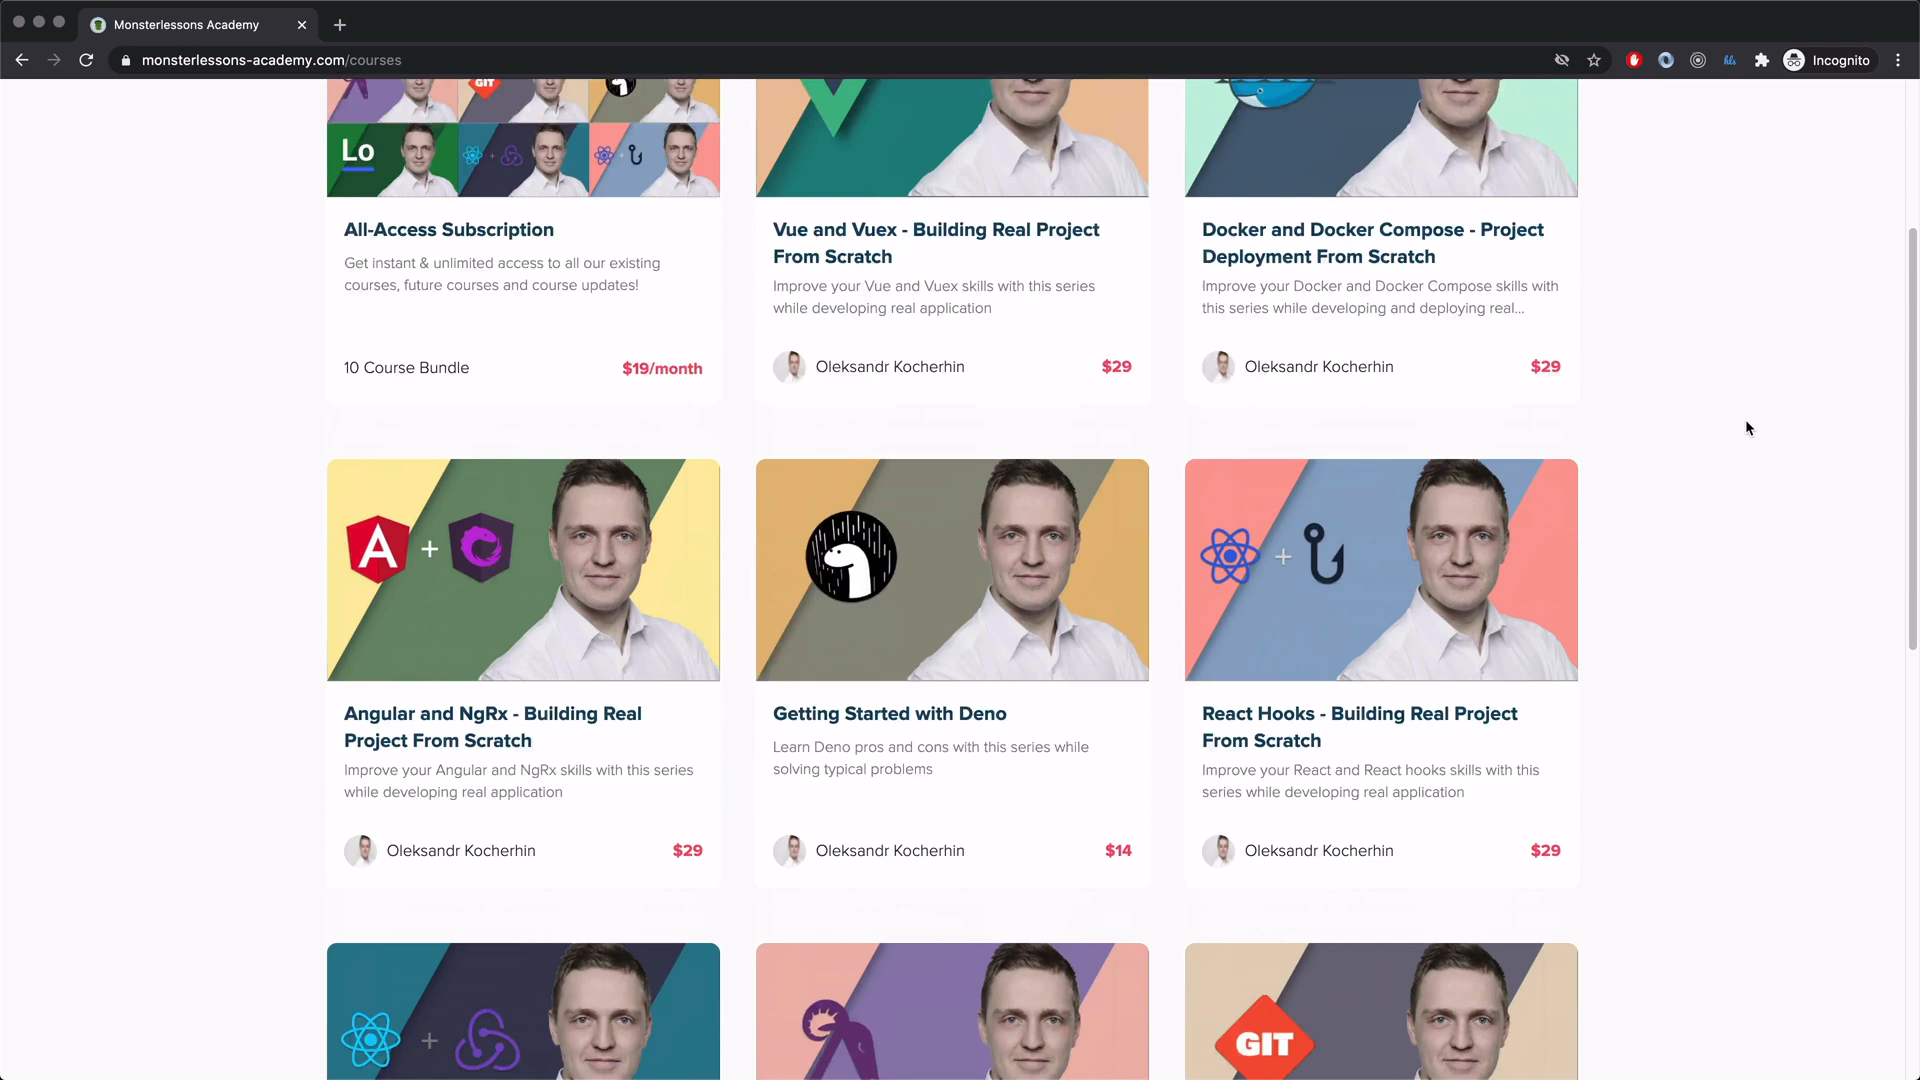 Monsterlessons Academy
monsterlessons-academy.com/courses
Incognito
GIT
Lo
All-Access Subscription
Get instant & unlimited access to all our existing
courses, future courses and course updates!
10 Course Bundle
$19/month
Vue and Vuex - Building Real Project
From Scratch
Improve your Vue and Vuex skills with this series
while developing real application
Oleksandr Kocherhin
$29
Docker and Docker Compose - Project
Deployment From Scratch
Improve your Docker and Docker Compose skills with
this series while developing and deploying real...
Oleksandr Kocherhin
$29
A
Angular and NgRx - Building Real
Project From Scratch
Improve your Angular and NgRx skills with this series
while developing real application
Oleksandr Kocherhin
$29
Getting Started with Deno
Learn Deno pros and cons with this series while
solving typical problems
Oleksandr Kocherhin
$14
React Hooks - Building Real Project
From Scratch
Improve your React and React hooks skills with this
series while developing real application
Oleksandr Kocherhin
$29
GIT